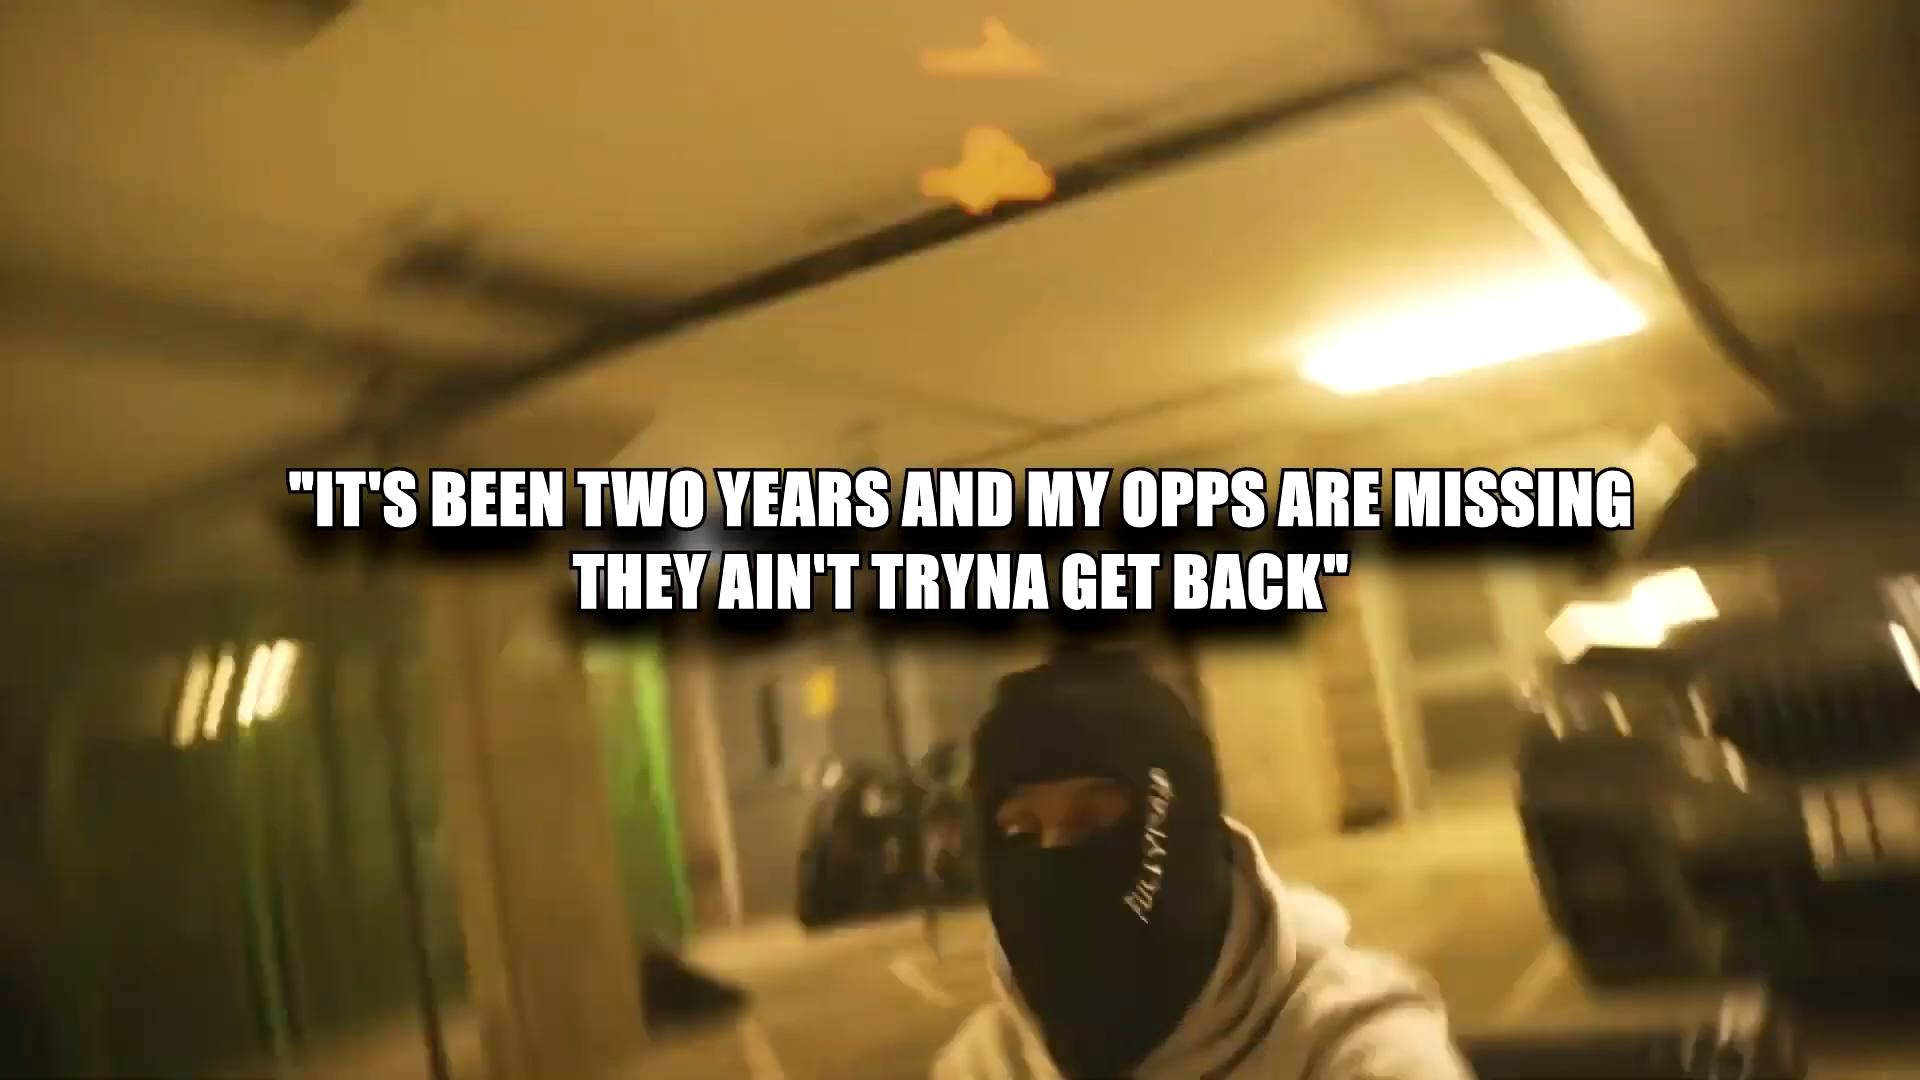 "IT'S BEEN TWO YEARS AND MY OPPS ARE MISSING
THEY AIN'T TRYNA GET BACK"